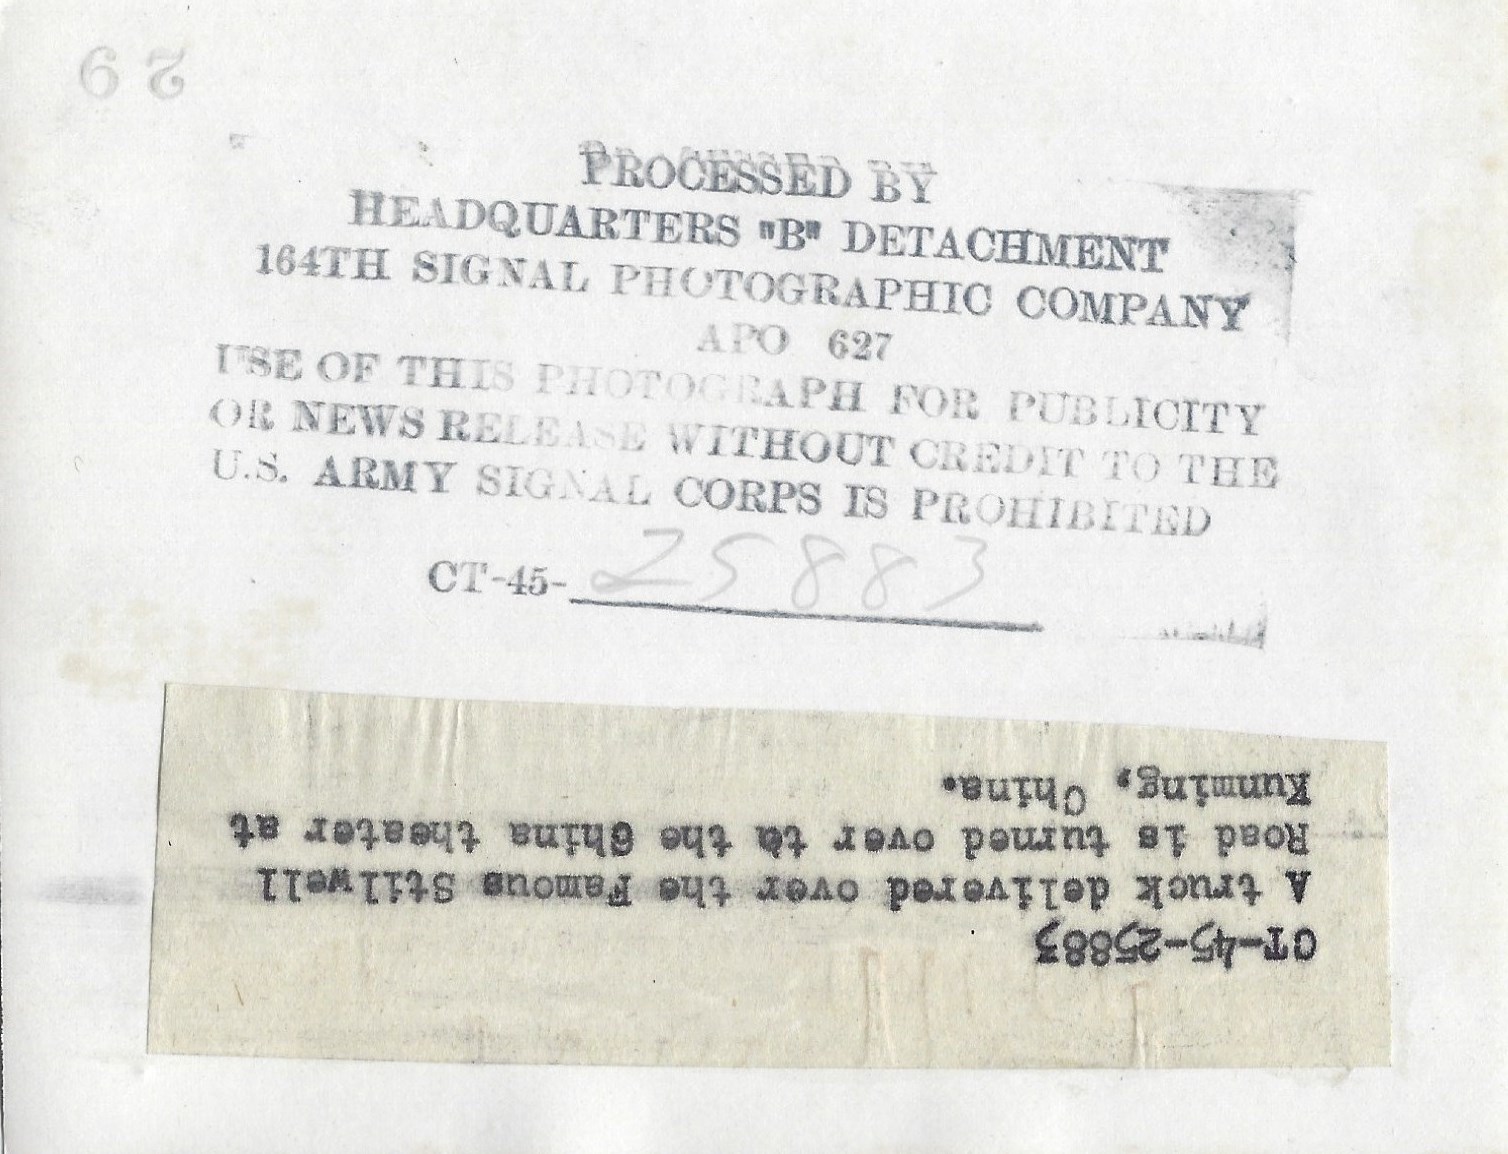 29
PROCESSED BY
HEADQUARTERS "B" DETACHMENT
164TH SIGNAL PHOTOGRAPHIC COMPANY
APO 627
USE OF THIS PHOTOGRAPH FOR PUBLICITY
OR NEWS RELEASE WITHOUT CREDIT TO THE
U.S. ARMY SIGNAL CORPS IS PROHIBITED
CT-45-25883
CT-45-25883
A truck delivered over the Famous Stilwell
Road is turned over to the China theater at
Kunming, China.